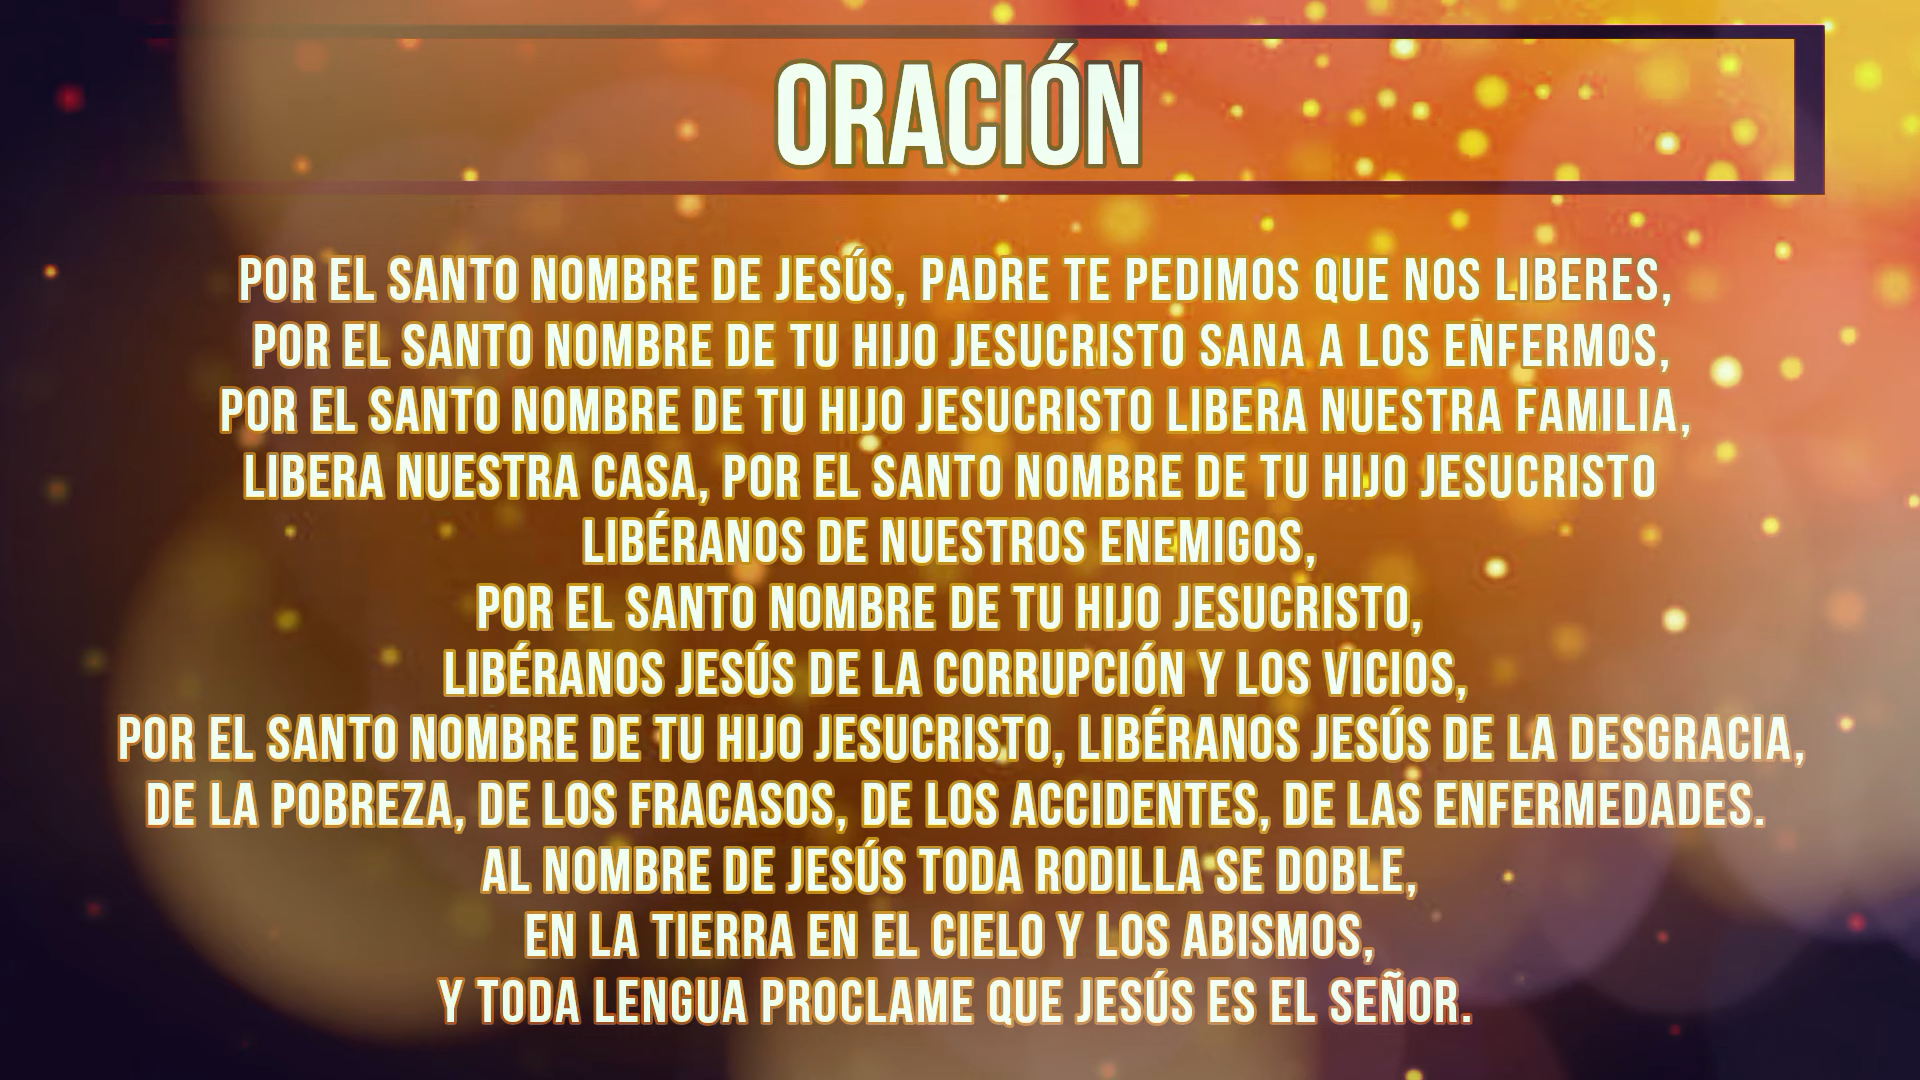 ORACIÓN
POR EL SANTO NOMBRE DE JESÚS, PADRE TE PEDIMOS QUE NOS LIBERES,
POR EL SANTO NOMBRE DE TU HIJO JESUCRISTO SANA A LOS ENFERMOS,
POR EL SANTO NOMBRE DE TU HIJO JESUCRISTO LIBERA NUESTRA FAMILIA,
LIBERA NUESTRA CASA, POR EL SANTO NOMBRE DE TU HIJO JESUCRISTO
LIBÉRANOS DE NUESTROS ENEMIGOS,
POR EL SANTO NOMBRE DE TU HIJO JESUCRISTO,
LIBÉRANOS JESÚS DE LA CORRUPCIÓN Y LOS VICIOS,
POR EL SANTO NOMBRE DE TU HIJO JESUCRISTO, LIBÉRANOS JESÚS DE LA DESGRACIA,
DE LA POBREZA, DE LOS FRACASOS, DE LOS ACCIDENTES, DE LAS ENFERMEDADES.
AL NOMBRE DE JESÚS TODA RODILLA SE DOBLE,
EN LA TIERRA EN EL CIELO Y LOS ABISMOS,
Y TODA LENGUA PROCLAME QUE JESÚS ES EL SEÑOR.